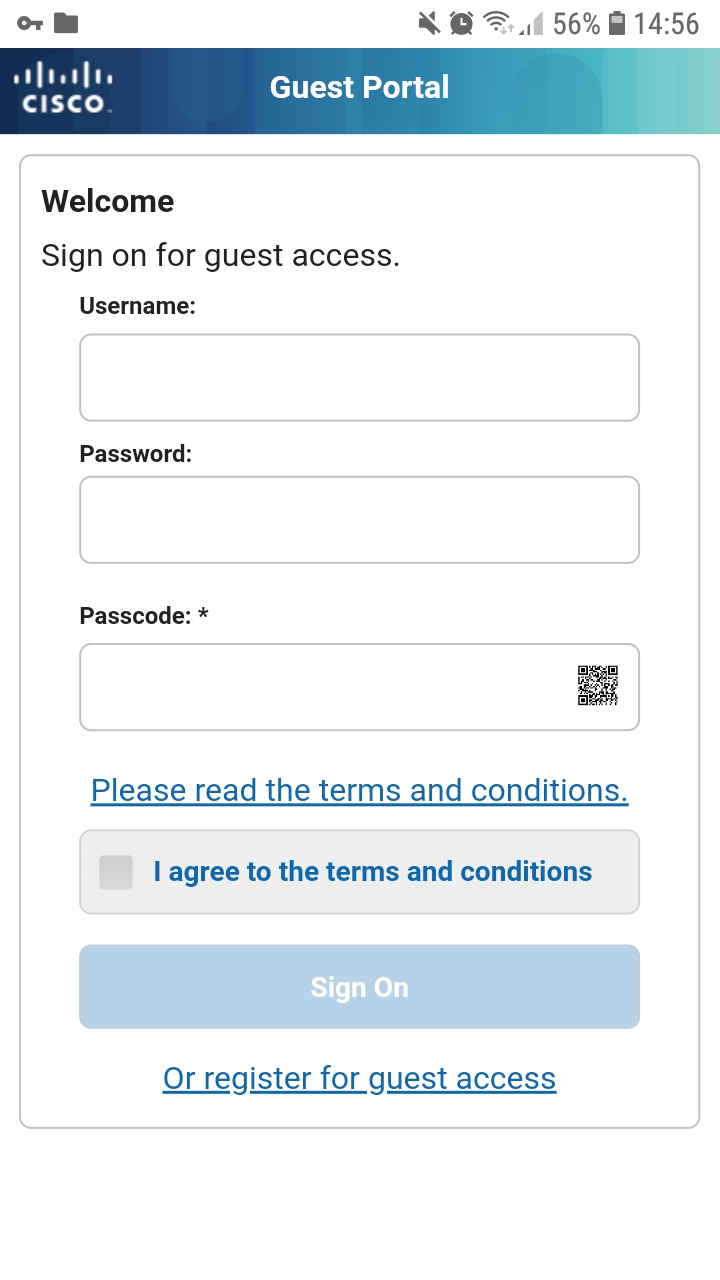 56% 14:56
CISCO
Guest Portal
Welcome
Sign on for guest access.
Username:
Password:
Passcode: *
Please read the terms and conditions.
I agree to the terms and conditions
Sign On
Or register for guest access